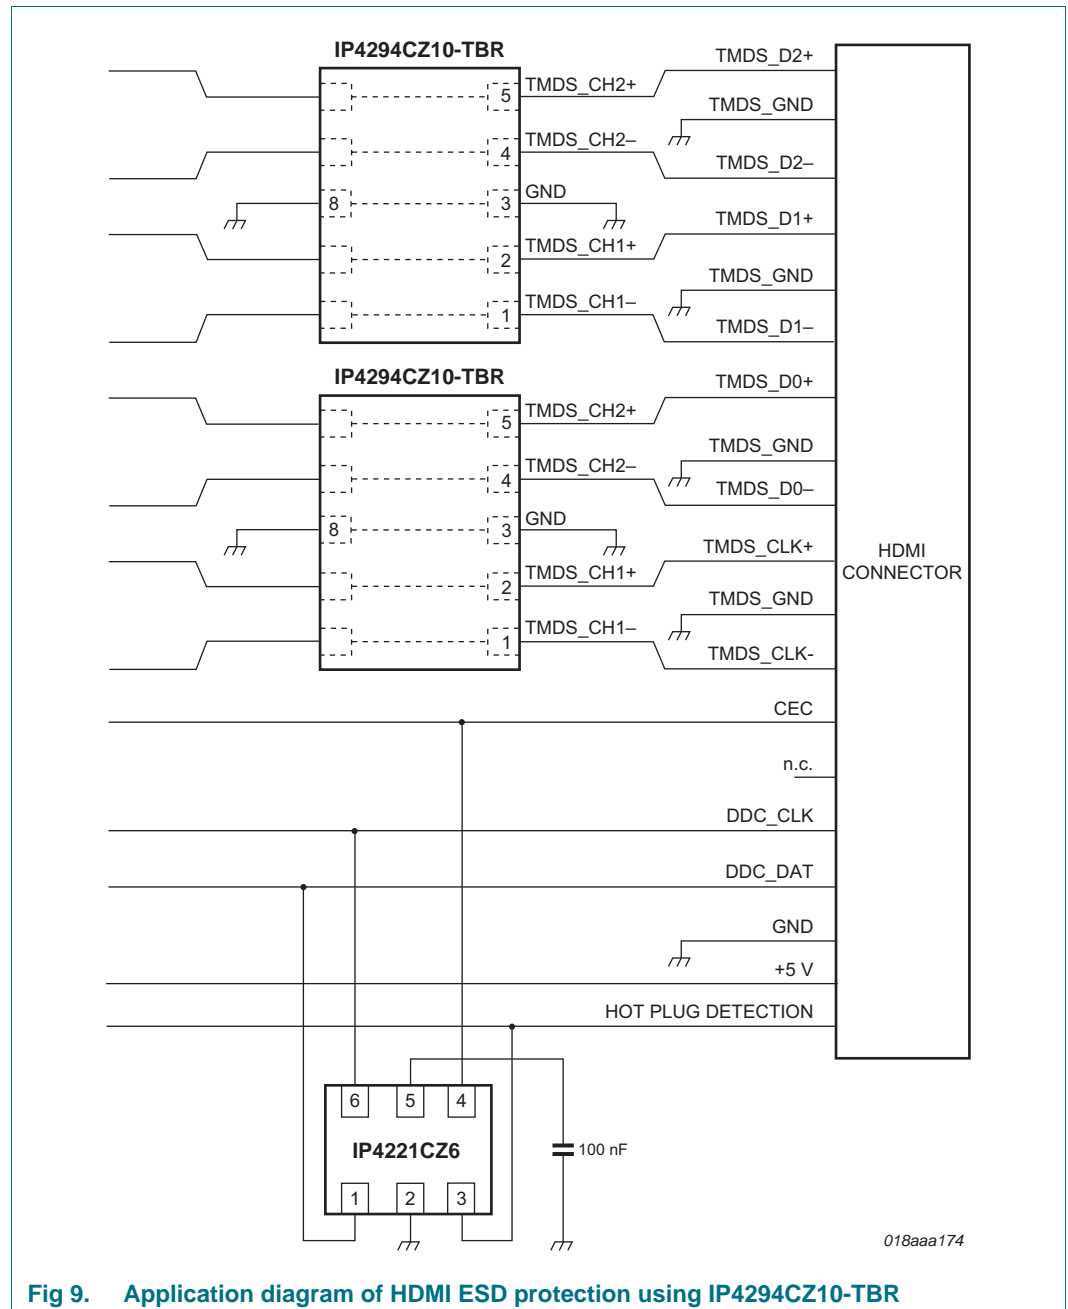 IP4294CZ10-TBR
TMDS_D2+
5 TMDS_CH2+
TMDS_GND
4 TMDS_CH2–
TMDS_D2–
8 3 GND
TMDS_D1+
2 TMDS_CH1+
TMDS_GND
1 TMDS_CH1–
TMDS_D1–
IP4294CZ10-TBR
TMDS_D0+
5 TMDS_CH2+
TMDS_GND
4 TMDS_CH2–
TMDS_D0–
8 3 GND
TMDS_CLK+
HDMI
CONNECTOR
2 TMDS_CH1+
TMDS_GND
1 TMDS_CH1–
TMDS_CLK-
CEC
n.c.
DDC_CLK
DDC_DAT
GND
+5 V
HOT PLUG DETECTION
6 5 4
IP4221CZ6
100 nF
1 2 3
018aaa174
Fig 9. Application diagram of HDMI ESD protection using IP4294CZ10-TBR